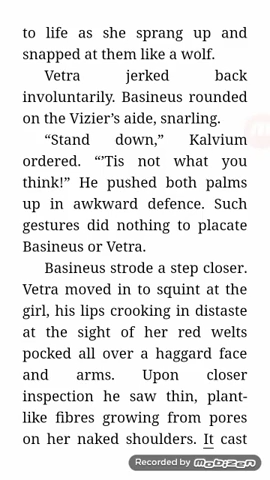 to life as she sprang up and
snapped at them like a wolf.
Vetra jerked back
involuntarily. Basineus rounded
on the Vizier’s aide, snarling.
“Stand down,” Kalvium
ordered. “’Tis not what you
think!” He pushed both palms
up in awkward defence. Such
gestures did nothing to placate
Basineus or Vetra.
Basineus strode a step closer.
Vetra moved in to squint at the
girl, his lips crooking in distaste
at the sight of her red welts
pocked all over a haggard face
and arms. Upon closer
inspection he saw thin, plant-
like fibres growing from pores
on her naked shoulders. It cast
Recorded by Mobizen